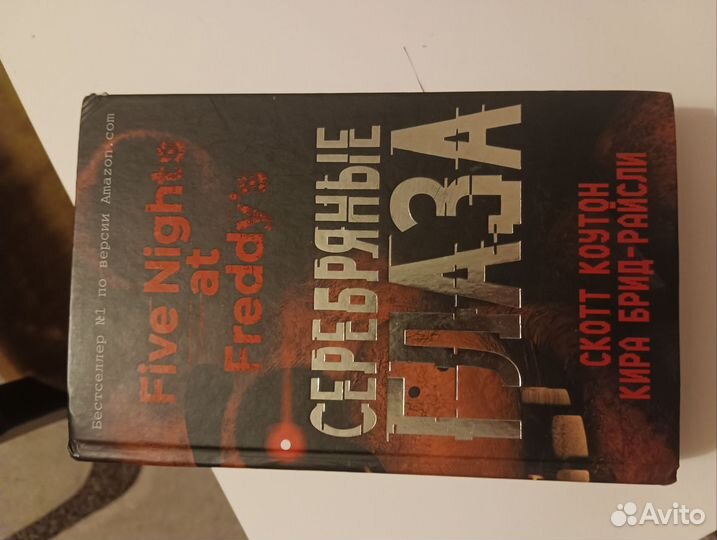 Бестселлер №1 по версии Amazon.com
Five Nights
at
Freddy's
СЕРЕБРЯНЫЕ
ГЛАЗА
СКОТТ КОУТОН
КИРА БРИД-РАЙСЛИ
Avito